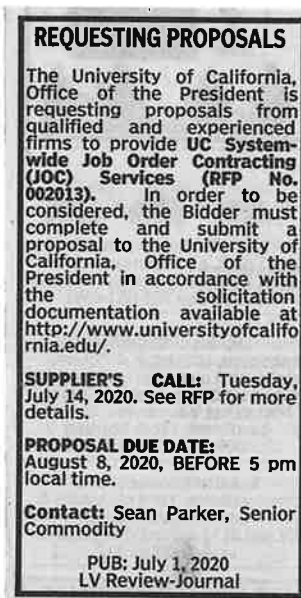 REQUESTING PROPOSALS
The University of California,
Office of the President is
requesting proposals from
qualified and experienced
firms to provide UC System-
wide Job Order Contracting
(JOC) Services (RFP No.
002013). In order to be
considered, the Bidder must
complete and submit a
proposal to the University of
California, Office of the
President in accordance with
the solicitation
documentation available at
http://www.universityofcalifo
rnia.edu/.
SUPPLIER'S CALL: Tuesday,
July 14, 2020. See RFP for more
details.
PROPOSAL DUE DATE:
August 8, 2020, BEFORE 5 pm
local time.
Contact: Sean Parker, Senior
Commodity
PUB: July 1, 2020
LV Review-Journal